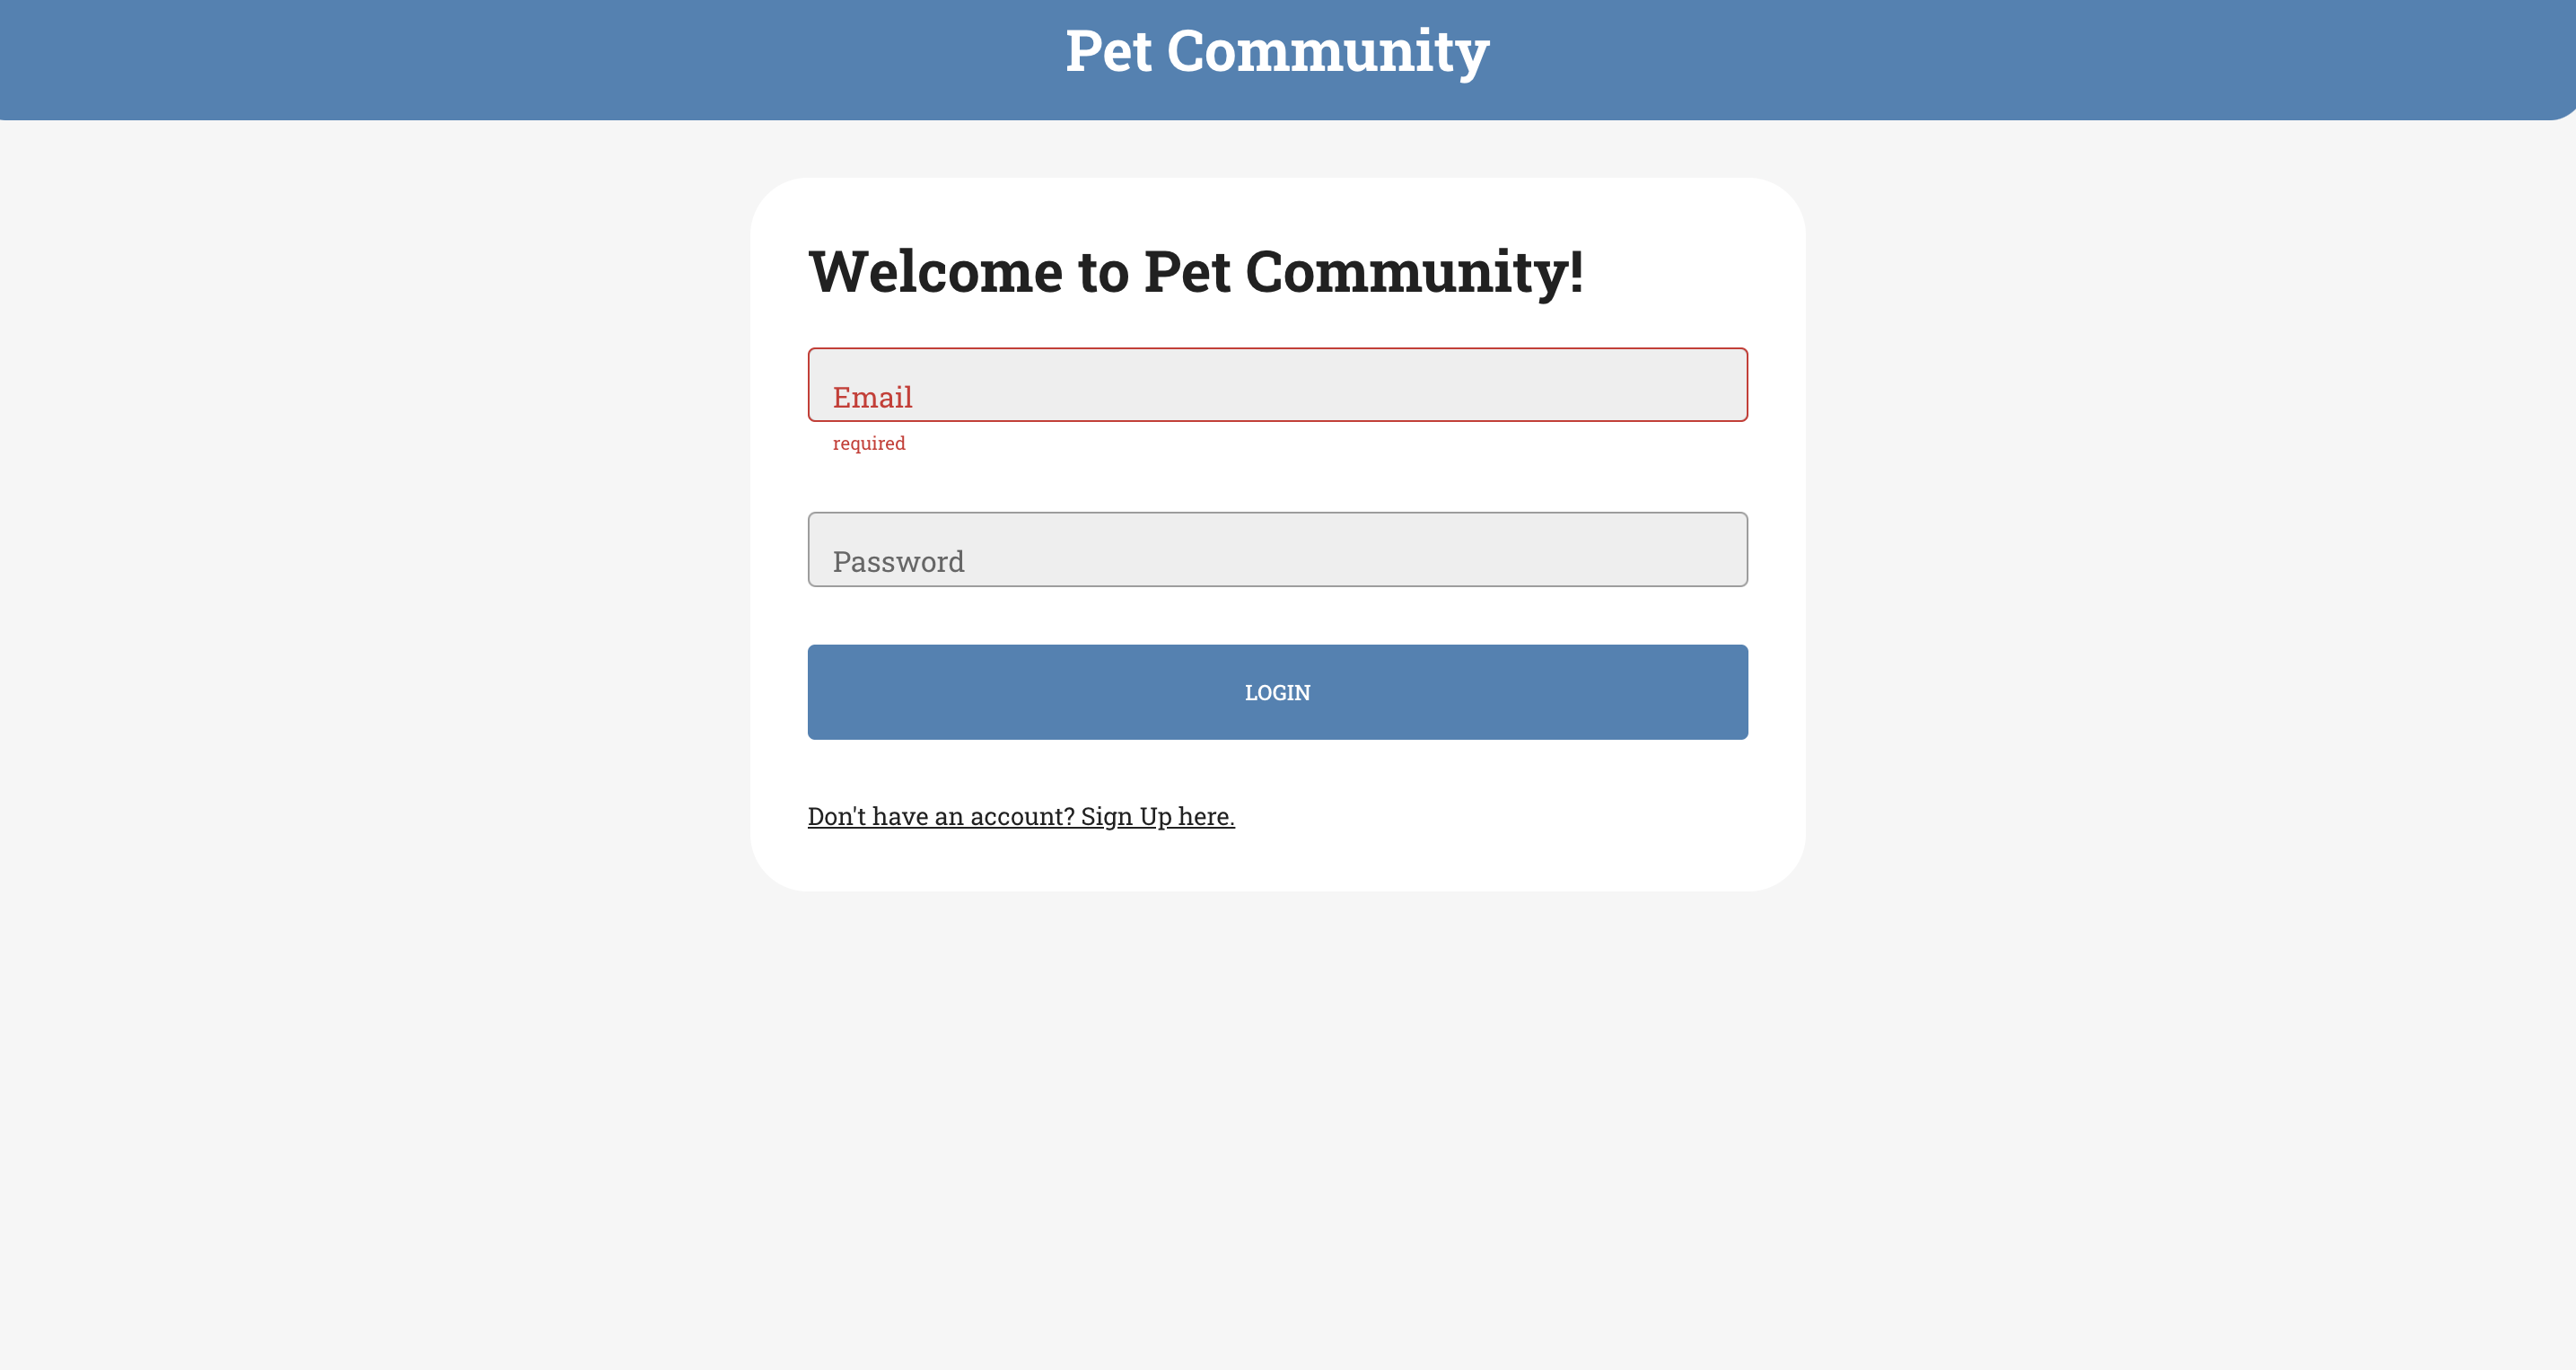 Pet Community
Welcome to Pet Community!
Email
required
Password
LOGIN
Don't have an account? Sign Up here.